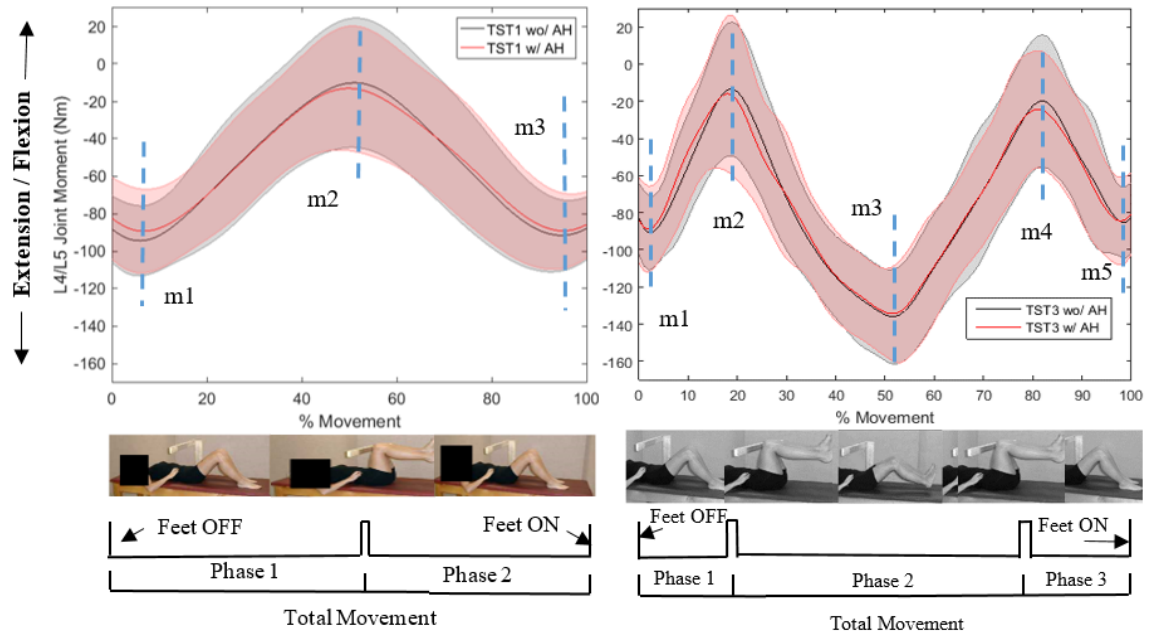 Extension / Flexion
L4/L5 Joint Moment (Nm)
20
0
-20
-40
-60
-80
-100
-120
-140
-160
TST1 wo/ AH
TST1 w/ AH
m1
m2
m3
0 20 40 60 80 100
% Movement
Feet OFF
Feet ON
Phase 1 Phase 2
Total Movement
20
0
-20
-40
-60
-80
-100
-120
-140
-160
m1
m2
m3
m4
m5
TST3 wo/ AH
TST3 w/ AH
0 10 20 30 40 50 60 70 80 90 100
% Movement
Feet OFF
Feet ON
Phase 1 Phase 2 Phase 3
Total Movement